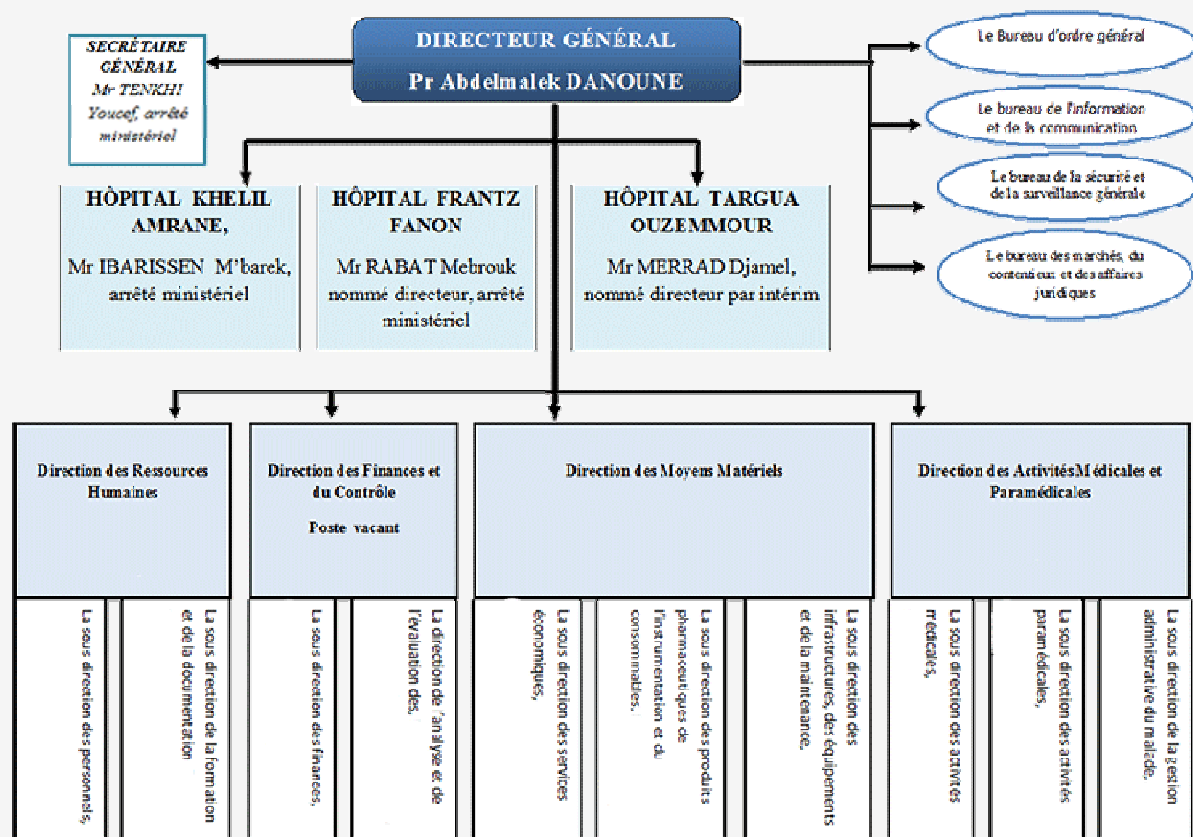 DIRECTEUR GÉNÉRAL
Pr Abdelmalek DANOUNE
SECRÉTAIRE
GÉNÉRAL
Mr TENKHI
Youcef, arrêté
ministériel
Le Bureau d'ordre général
Le bureau de l'information
et de la communication
Le bureau de la sécurité et
de la sarveillance générale
Le bureau des marchés, du
contentieux et des affaires
juridiques
HÔPITAL KHELIL
AMRANE,
Mr IBARISSEN M'barek,
arrêté ministériel
HÔPITAL FRANTZ
FANON
Mr RABAT Mebrouk
nommé directeur, arrêté
ministériel
HÔPITAL TARGUA
OUZEMMOUR
Mr MERRAD Djamel,
nommé directeur par intérim
Direction des Ressources
Humaines
Direction des Finances et
du Contrôle
Poste vacant
Direction des Moyens Matériels
Direction des Activités Médicales et
Paramédicales
La sous direction des personnels,
La sous direction de la formation
et de la documentation
La sous direction des finances,
La direction de l'analyse et de
l'évaluation des.
La sous direction des services
économiques,
La sous direction des produits
pharmaceutiques de
l'instrumentation et du
consommables.
La sous direction des
infrastructures, des équipements
et de la maintenance.
La sous direction des activités
médicales,
La sous direction des activités
paramédicales,
La sous direction de la gestion
administrative du malade.